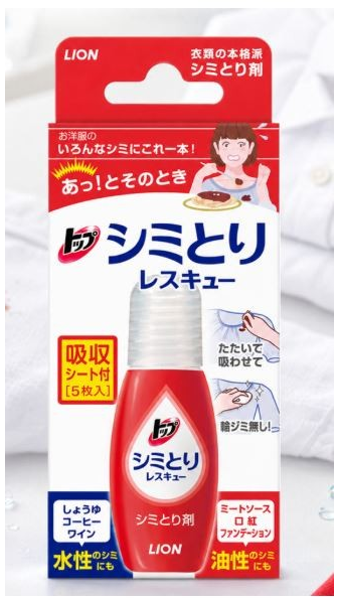 LION
衣類の本格派
シミとり剤
お洋服の
いろんなシミにこれ一本!
あっ!とそのとき
トップ シミとり
レスキュー
吸収
シート付
[5枚入]
たたいて
吸わせて
輪ジミ無し!
トップ
シミとり
レスキュー
シミとり剤
LION
しょうゆ
コーヒー
ワイン
水性のシミ
にも
ミートソース
口紅
ファンデーション
油性のシミ
にも